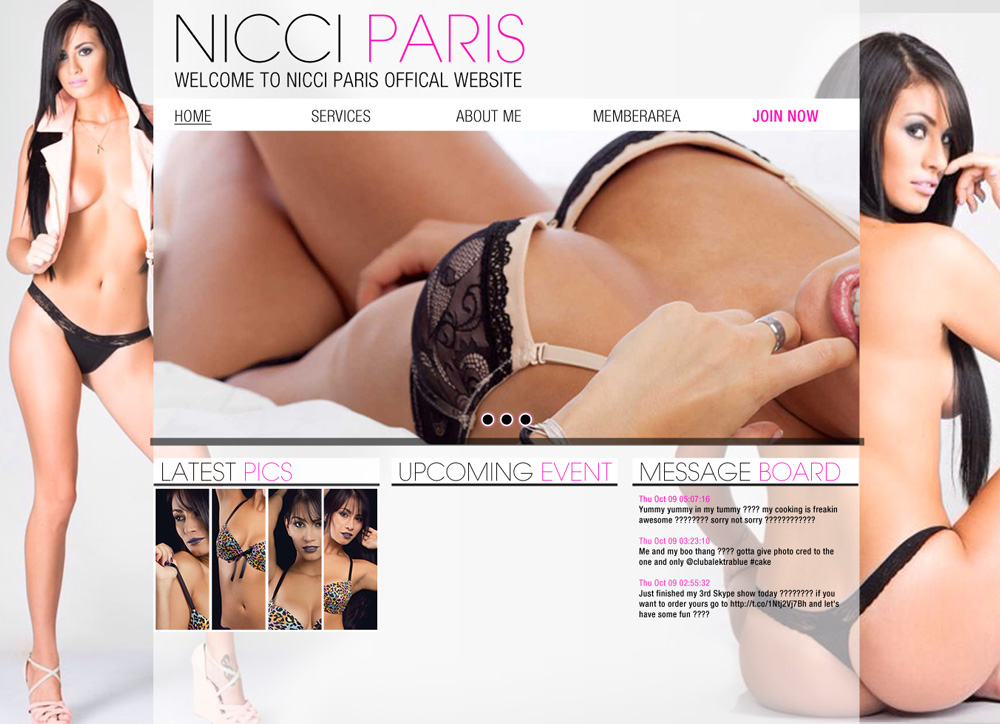 NICCI PARIS
WELCOME TO NICCI PARIS OFFICAL WEBSITE
HOME SERVICES ABOUT ME MEMBERAREA JOIN NOW
LATEST PICS
UPCOMING EVENT
MESSAGE BOARD
Thu Oct 09 05:07:16
Yummy yummy in my tummy ???? my cooking is freakin
awesome ???????? sorry not sorry ????????????
Thu Oct 09 03:23:10
Me and my boo thang ???? gotta give photo cred to the
one and only @clubalektrablue #cake
Thu Oct 09 02:55:32
Just finished my 3rd Skype show today ???????? if you
want to order yours go to http://t.co/1Ntj2Vj7Bh and let's
have some fun ????